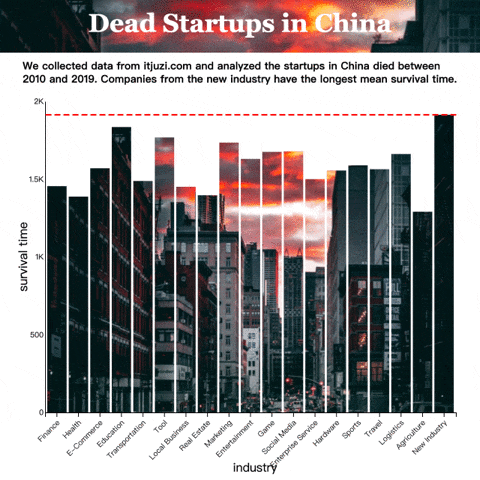 Dead Startups in China
We collected data from itjuzi.com and analyzed the startups in China died between
2010 and 2019. Companies from the new industry have the longest mean survival time.
2K
1.5K
1K
500
0
survival time
Finance
Health
E-Commerce
Education
Transportation
Tool
Local Business
Real Estate
Marketing
Entertainment
Game
Social Media
Enterprise Service
Hardware
Sports
Travel
Logistics
Agriculture
New Industry
industry